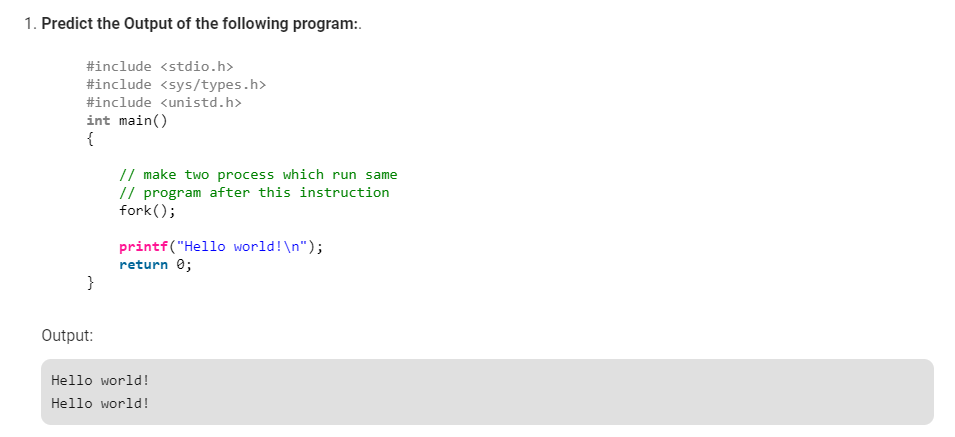 1. Predict the Output of the following program:.
#include <stdio.h>
#include <sys/types.h>
#include <unistd.h>
int main()
{
// make two process which run same
// program after this instruction
fork();
printf("Hello world!\n");
return 0;
}
Output:
Hello world!
Hello world!